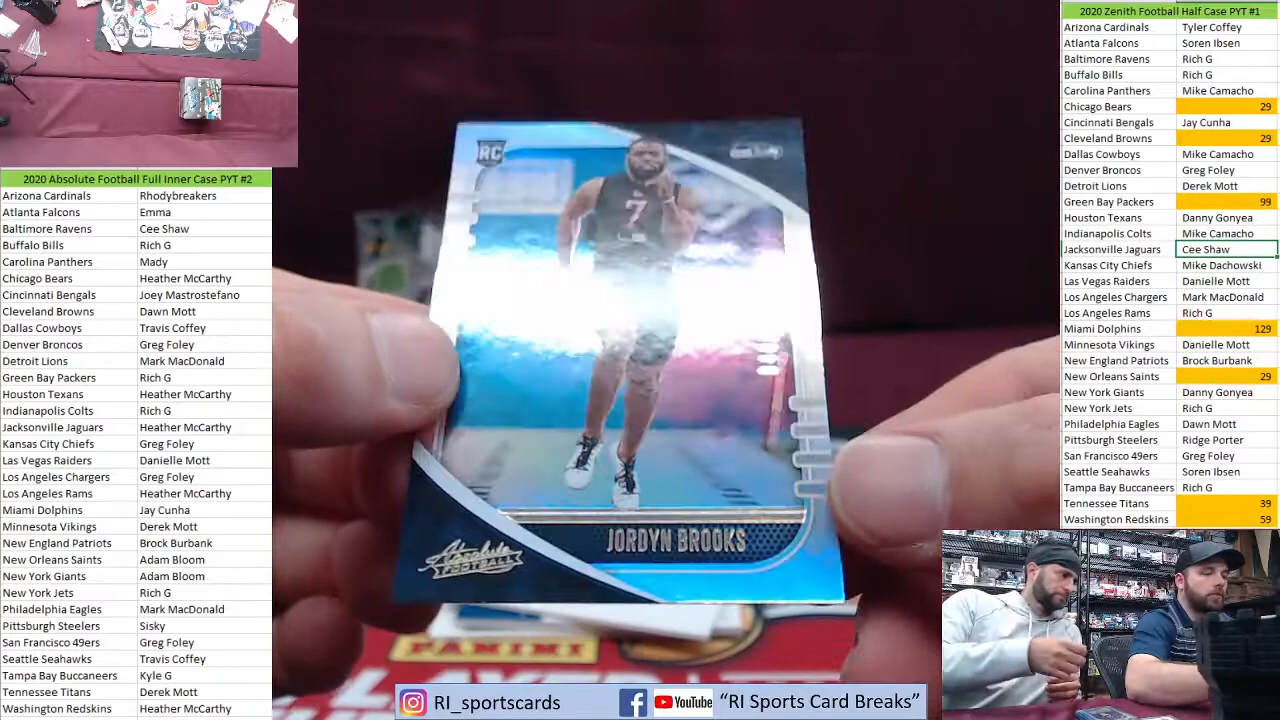 2020 Absolute Football Full Inner Case PYT #2
Arizona Cardinals Rhodybreakers
Atlanta Falcons Emma
Baltimore Ravens Cee Shaw
Buffalo Bills Rich G
Carolina Panthers Mady
Chicago Bears Heather McCarthy
Cincinnati Bengals Joey Mastrostefano
Cleveland Browns Dawn Mott
Dallas Cowboys Travis Coffey
Denver Broncos Greg Foley
Detroit Lions Mark MacDonald
Green Bay Packers Rich G
Houston Texans Heather McCarthy
Indianapolis Colts Rich G
Jacksonville Jaguars Heather McCarthy
Kansas City Chiefs Greg Foley
Las Vegas Raiders Danielle Mott
Los Angeles Chargers Greg Foley
Los Angeles Rams Heather McCarthy
Miami Dolphins Jay Cunha
Minnesota Vikings Derek Mott
New England Patriots Brock Burbank
New Orleans Saints Adam Bloom
New York Giants Adam Bloom
New York Jets Rich G
Philadelphia Eagles Mark MacDonald
Pittsburgh Steelers Sisky
San Francisco 49ers Greg Foley
Seattle Seahawks Travis Coffey
Tampa Bay Buccaneers Kyle G
Tennessee Titans Derek Mott
Washington Redskins Heather McCarthy
RC
7
JORDYN BROOKS
Absolute
FOOTBALL
PANINI
RI_sportscards
YouTube
"RI Sports Card Breaks"
2020 Zenith Football Half Case PYT #1
Arizona Cardinals Tyler Coffey
Atlanta Falcons Soren Ibsen
Baltimore Ravens Rich G
Buffalo Bills Rich G
Carolina Panthers Mike Camacho
Chicago Bears 29
Cincinnati Bengals Jay Cunha
Cleveland Browns 29
Dallas Cowboys Mike Camacho
Denver Broncos Greg Foley
Detroit Lions Derek Mott
Green Bay Packers 99
Houston Texans Danny Gonyea
Indianapolis Colts Mike Camacho
Jacksonville Jaguars Cee Shaw
Kansas City Chiefs Mike Dachowski
Las Vegas Raiders Danielle Mott
Los Angeles Chargers Mark MacDonald
Los Angeles Rams Rich G
Miami Dolphins 129
Minnesota Vikings Danielle Mott
New England Patriots Brock Burbank
New Orleans Saints 29
New York Giants Danny Gonyea
New York Jets Rich G
Philadelphia Eagles Dawn Mott
Pittsburgh Steelers Ridge Porter
San Francisco 49ers Greg Foley
Seattle Seahawks Soren Ibsen
Tampa Bay Buccaneers Rich G
Tennessee Titans 39
Washington Redskins 59